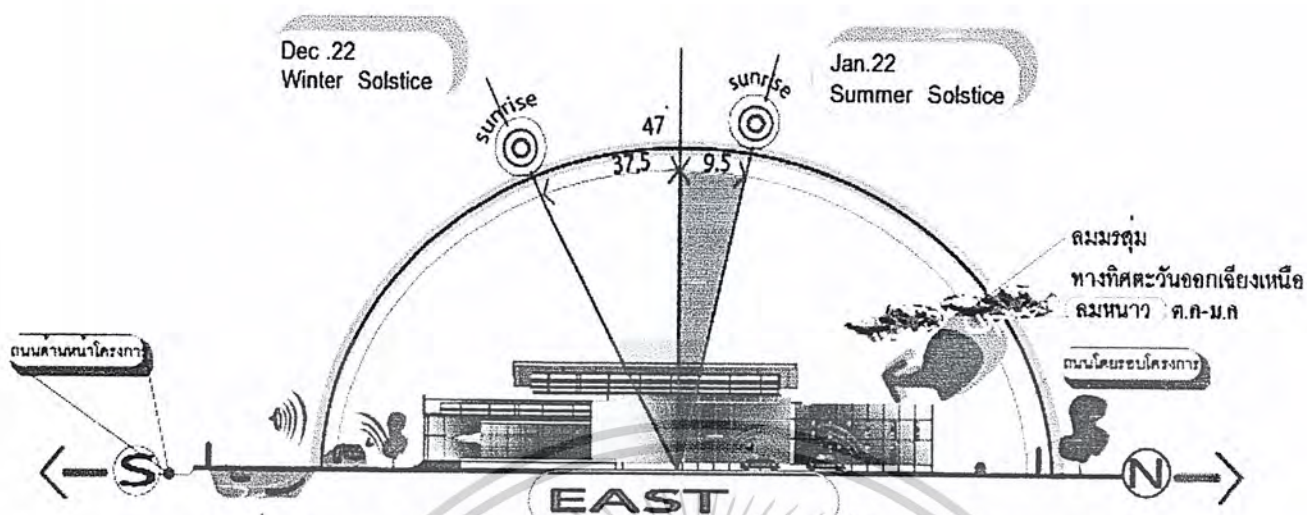 Dec .22
Winter Solstice
Jan.22
Summer Solstice
sunrise
sunrise
47
37.5
9.5
ลมมรสุม
ทางทิศตะวันออกเฉียงเหนือ
ลมหนาว ต.ค-ม.ค
ถนนด้านหน้าโครงการ
ถนนโดยรอบโครงการ
S
N
EAST